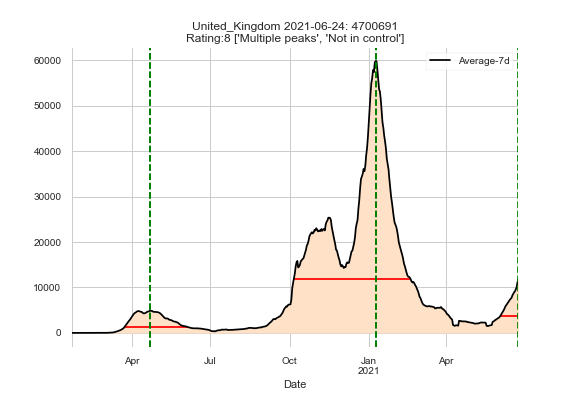 United_Kingdom 2021-06-24: 4700691
Rating:8 ['Multiple peaks', 'Not in control']
Average-7d
60000
50000
40000
30000
20000
10000
0
Apr
Jul
Oct
Jan
2021
Apr
Date